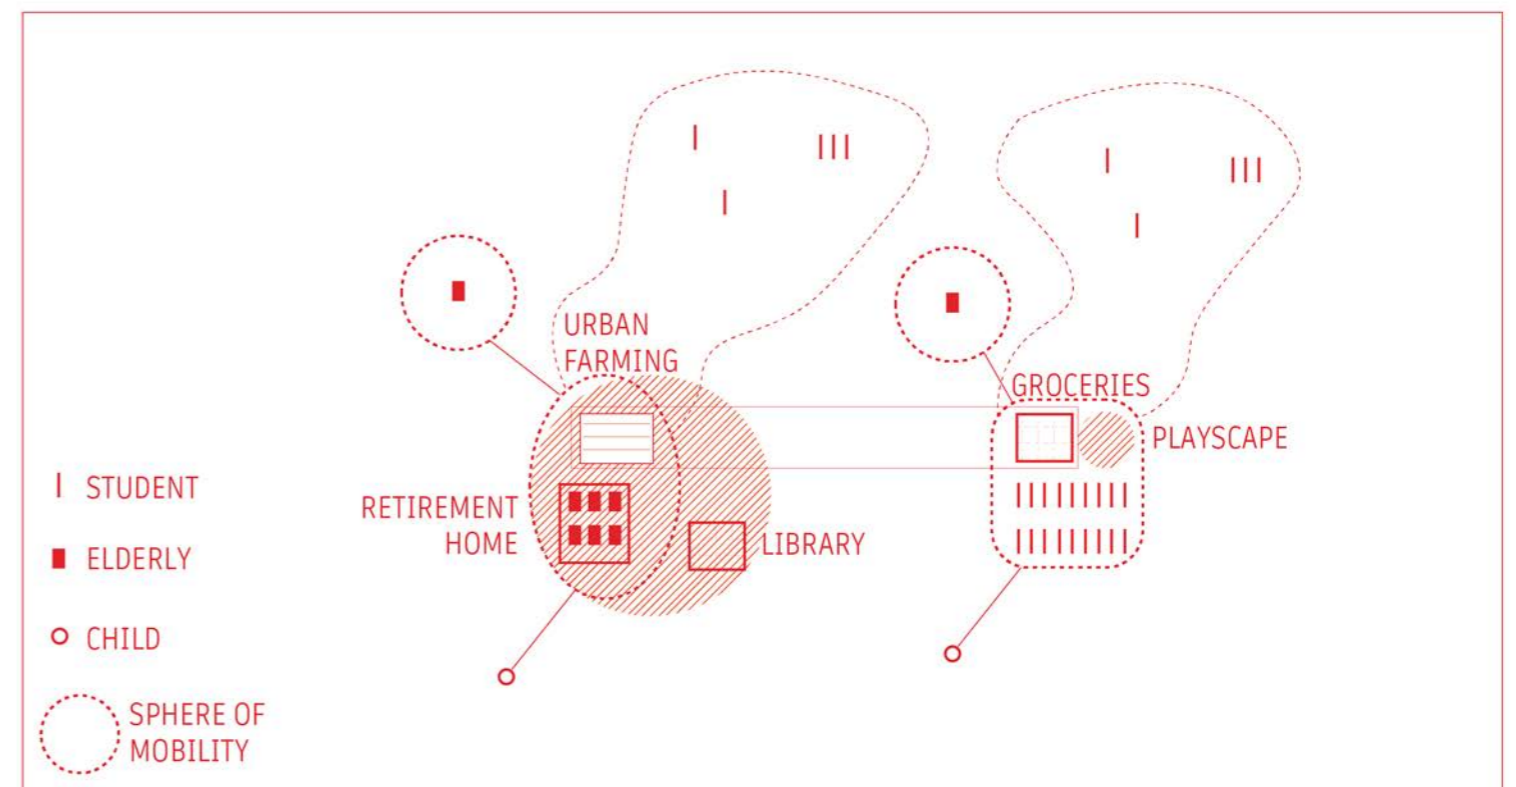 URBAN
FARMING
GROCERIES
PLAYSCAPE
RETIREMENT
HOME
LIBRARY
STUDENT
ELDERLY
CHILD
SPHERE OF
MOBILITY